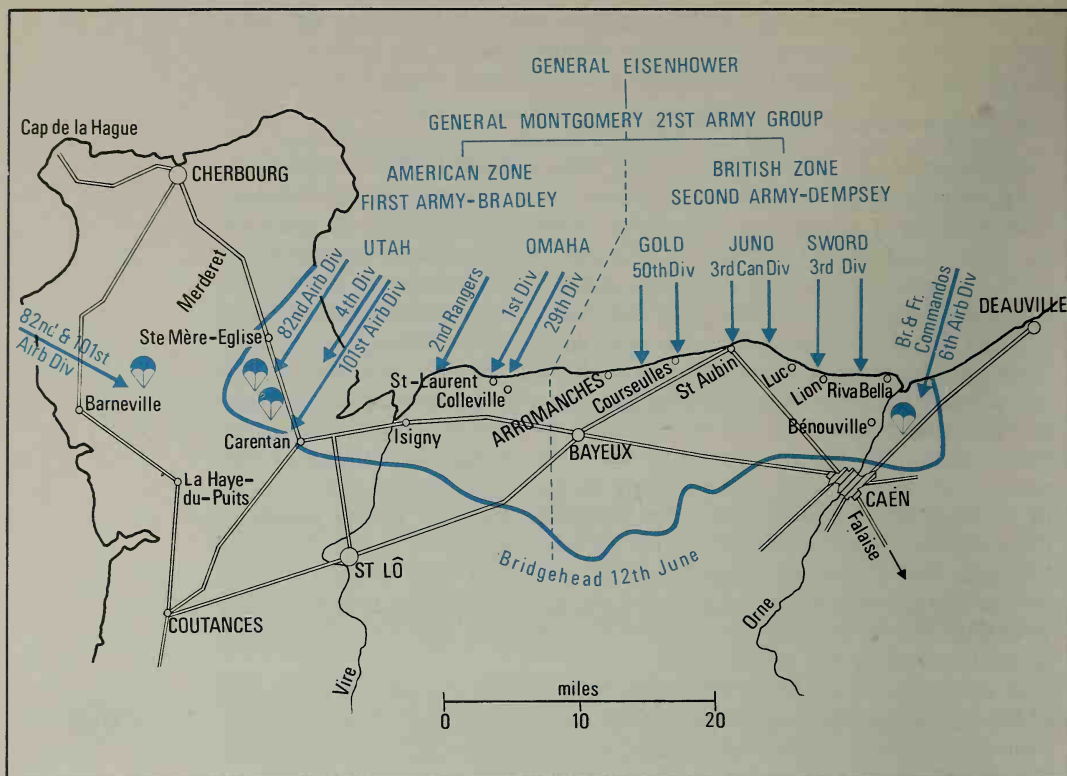 GENERAL EISENHOWER
GENERAL MONTGOMERY 21ST ARMY GROUP
AMERICAN ZONE
FIRST ARMY-BRADLEY
BRITISH ZONE
SECOND ARMY-DEMPSEY
Cap de la Hague
CHERBOURG
UTAH
OMAHA
GOLD
50th Div
JUNO
3rd Can Div
SWORD
3rd Div
Merderet
82nd Airb Div
4th Div
101st Airb Div
2nd Rangers
1st Div
29th Div
Br. & Fr.
Commandos
6th Airb Div
DEAUVILLE
82nd & 101st
Airb Div
Ste Mère-Eglise
Barneville
St-Laurent
Colleville
ARROMANCHES
Courseulles
St Aubin
Luc
Lion
Riva Bella
Bénouville
Carentan
Isigny
BAYEUX
La Haye-
du-Puits
CAEN
Falaise
ST LÔ
Bridgehead 12th June
COUTANCES
Vire
Orne
miles
0 10 20